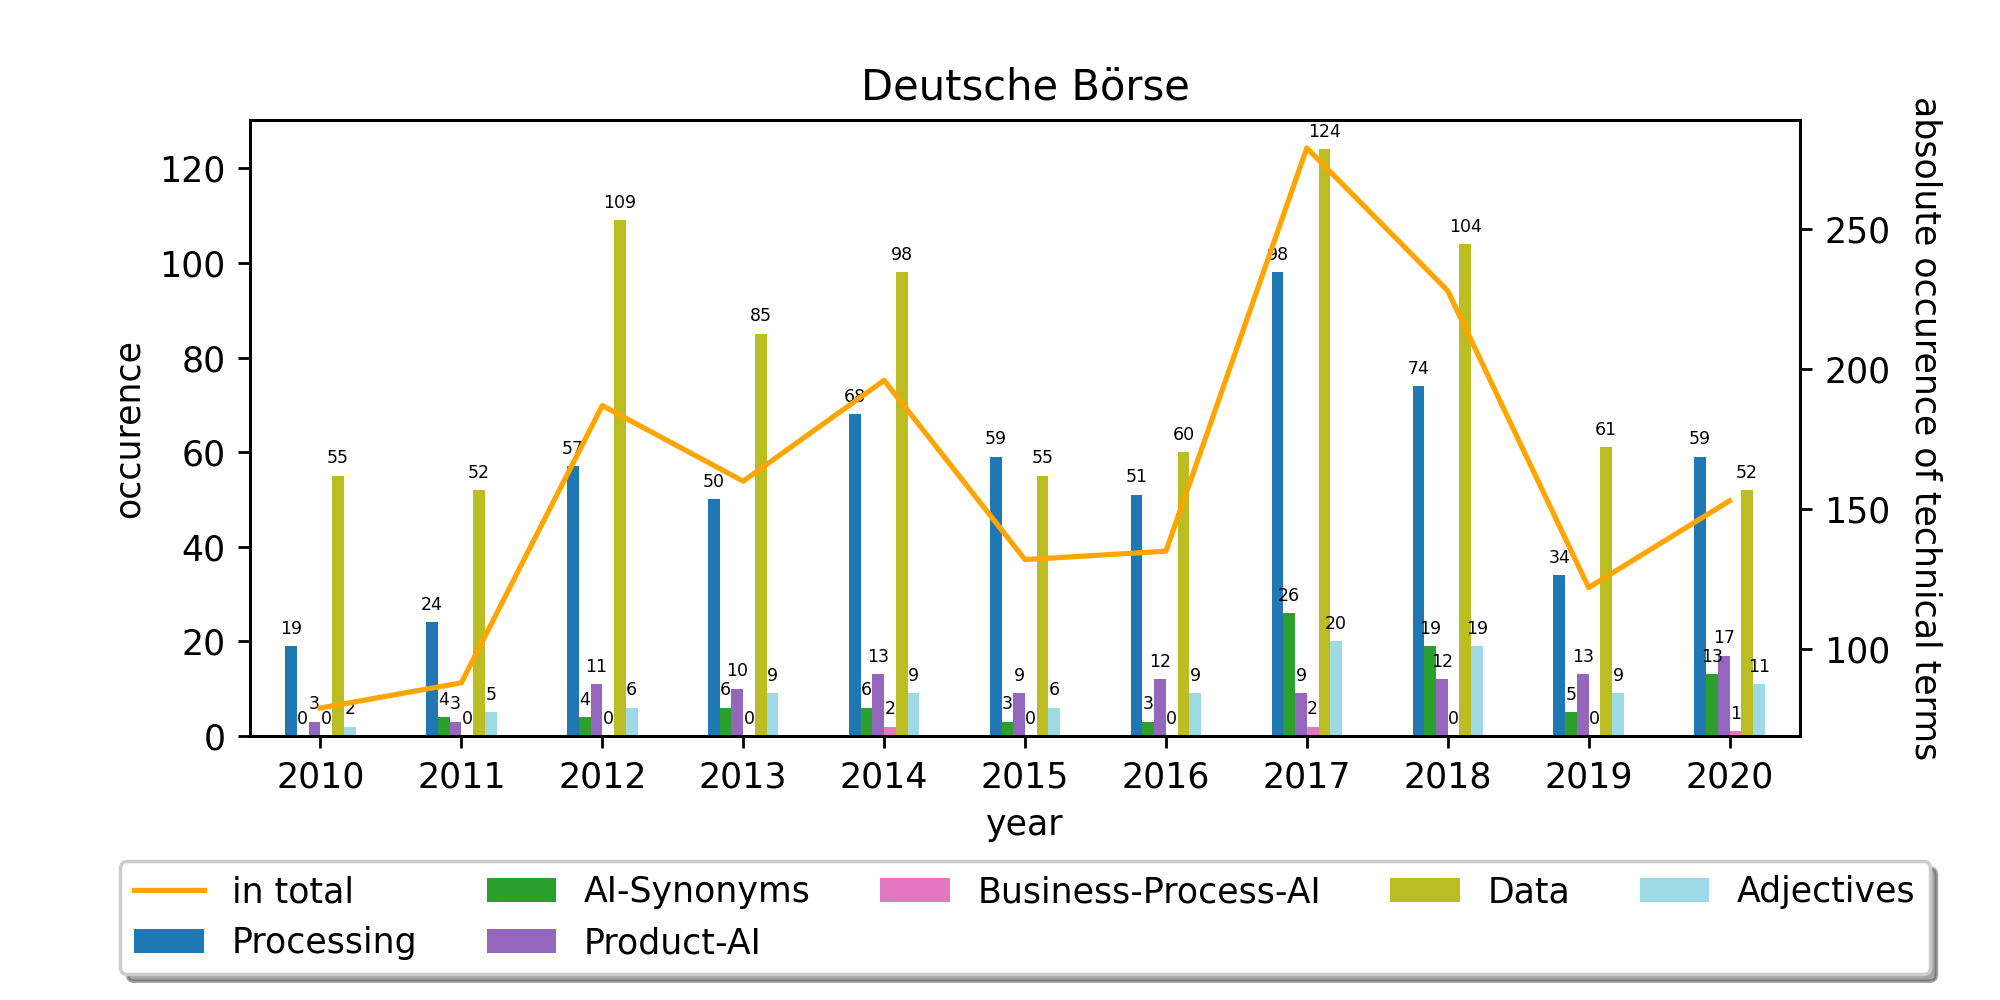 Deutsche Börse
occurence
120
100
80
60
40
20
0
absolute occurence of technical terms
250
200
150
100
19 0 3 0 55 2
24 4 3 0 52 5
57 4 11 0 109 6
50 6 10 0 85 9
68 6 13 2 98 9
59 3 9 0 55 6
51 3 12 0 60 9
98 26 9 2 124 20
74 19 12 0 104 19
34 5 13 0 61 9
59 13 17 1 52 11
2010 2011 2012 2013 2014 2015 2016 2017 2018 2019 2020
year
in total AI-Synonyms Business-Process-AI Data Adjectives
Processing Product-AI